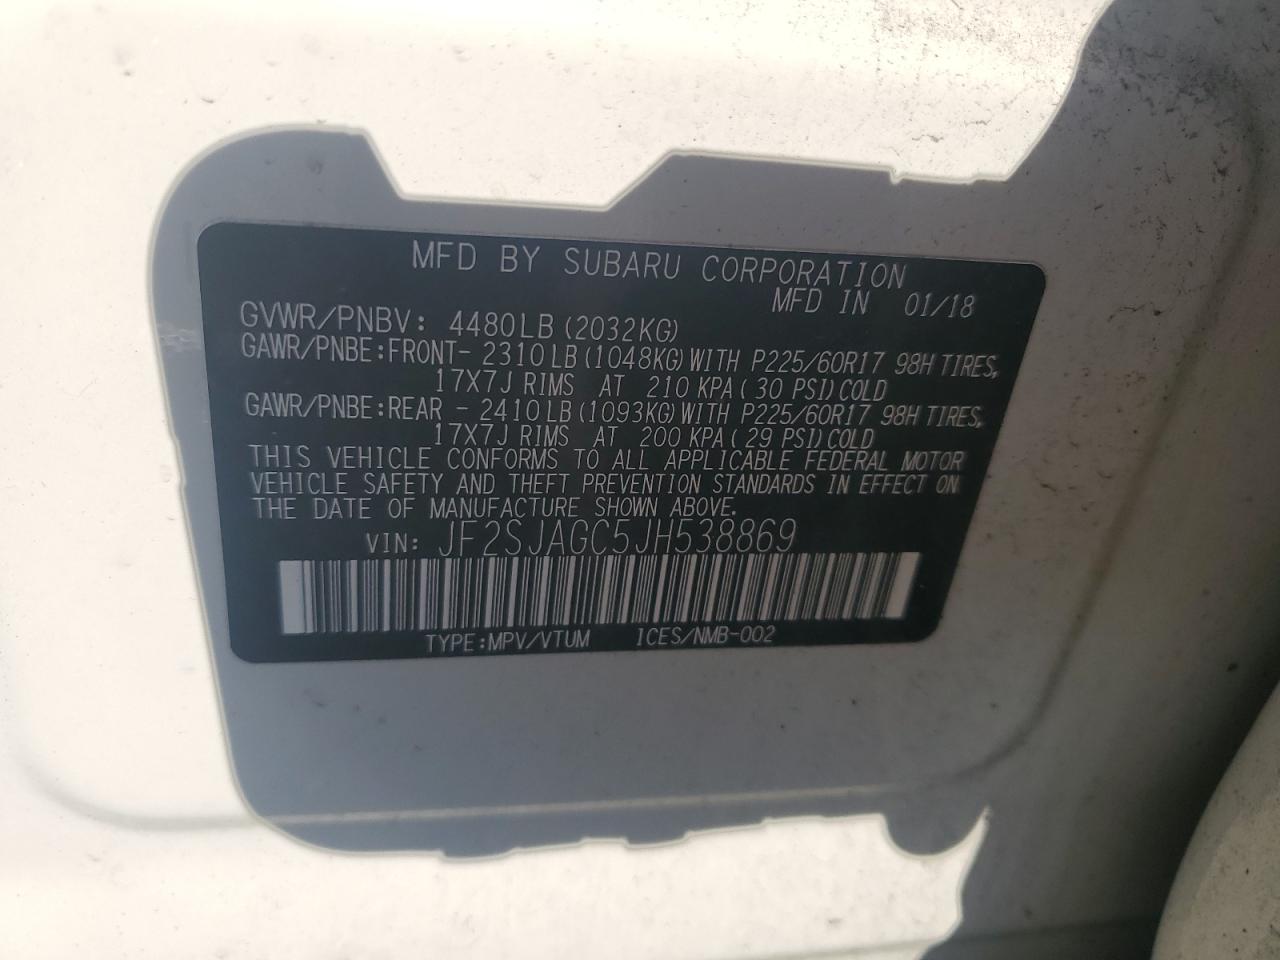 MFD BY SUBARU CORPORATION
MFD IN 01/18
GVWR/PNBV: 4480LB (2032KG)
GAWR/PNBE:FRONT- 2310LB (1048KG) WITH P225/60R17 98H TIRES,
17X7J RIMS AT 210 KPA ( 30 PSI) COLD
GAWR/PNBE:REAR - 2410LB (1093KG) WITH P225/60R17 98H TIRES,
17X7J RIMS AT 200 KPA ( 29 PSI) COLD
THIS VEHICLE CONFORMS TO ALL APPLICABLE FEDERAL MOTOR
VEHICLE SAFETY AND THEFT PREVENTION STANDARDS IN EFFECT ON
THE DATE OF MANUFACTURE SHOWN ABOVE.
VIN: JF2SJAGC5JH538869
TYPE:MPV/VTUM ICES/NMB-002